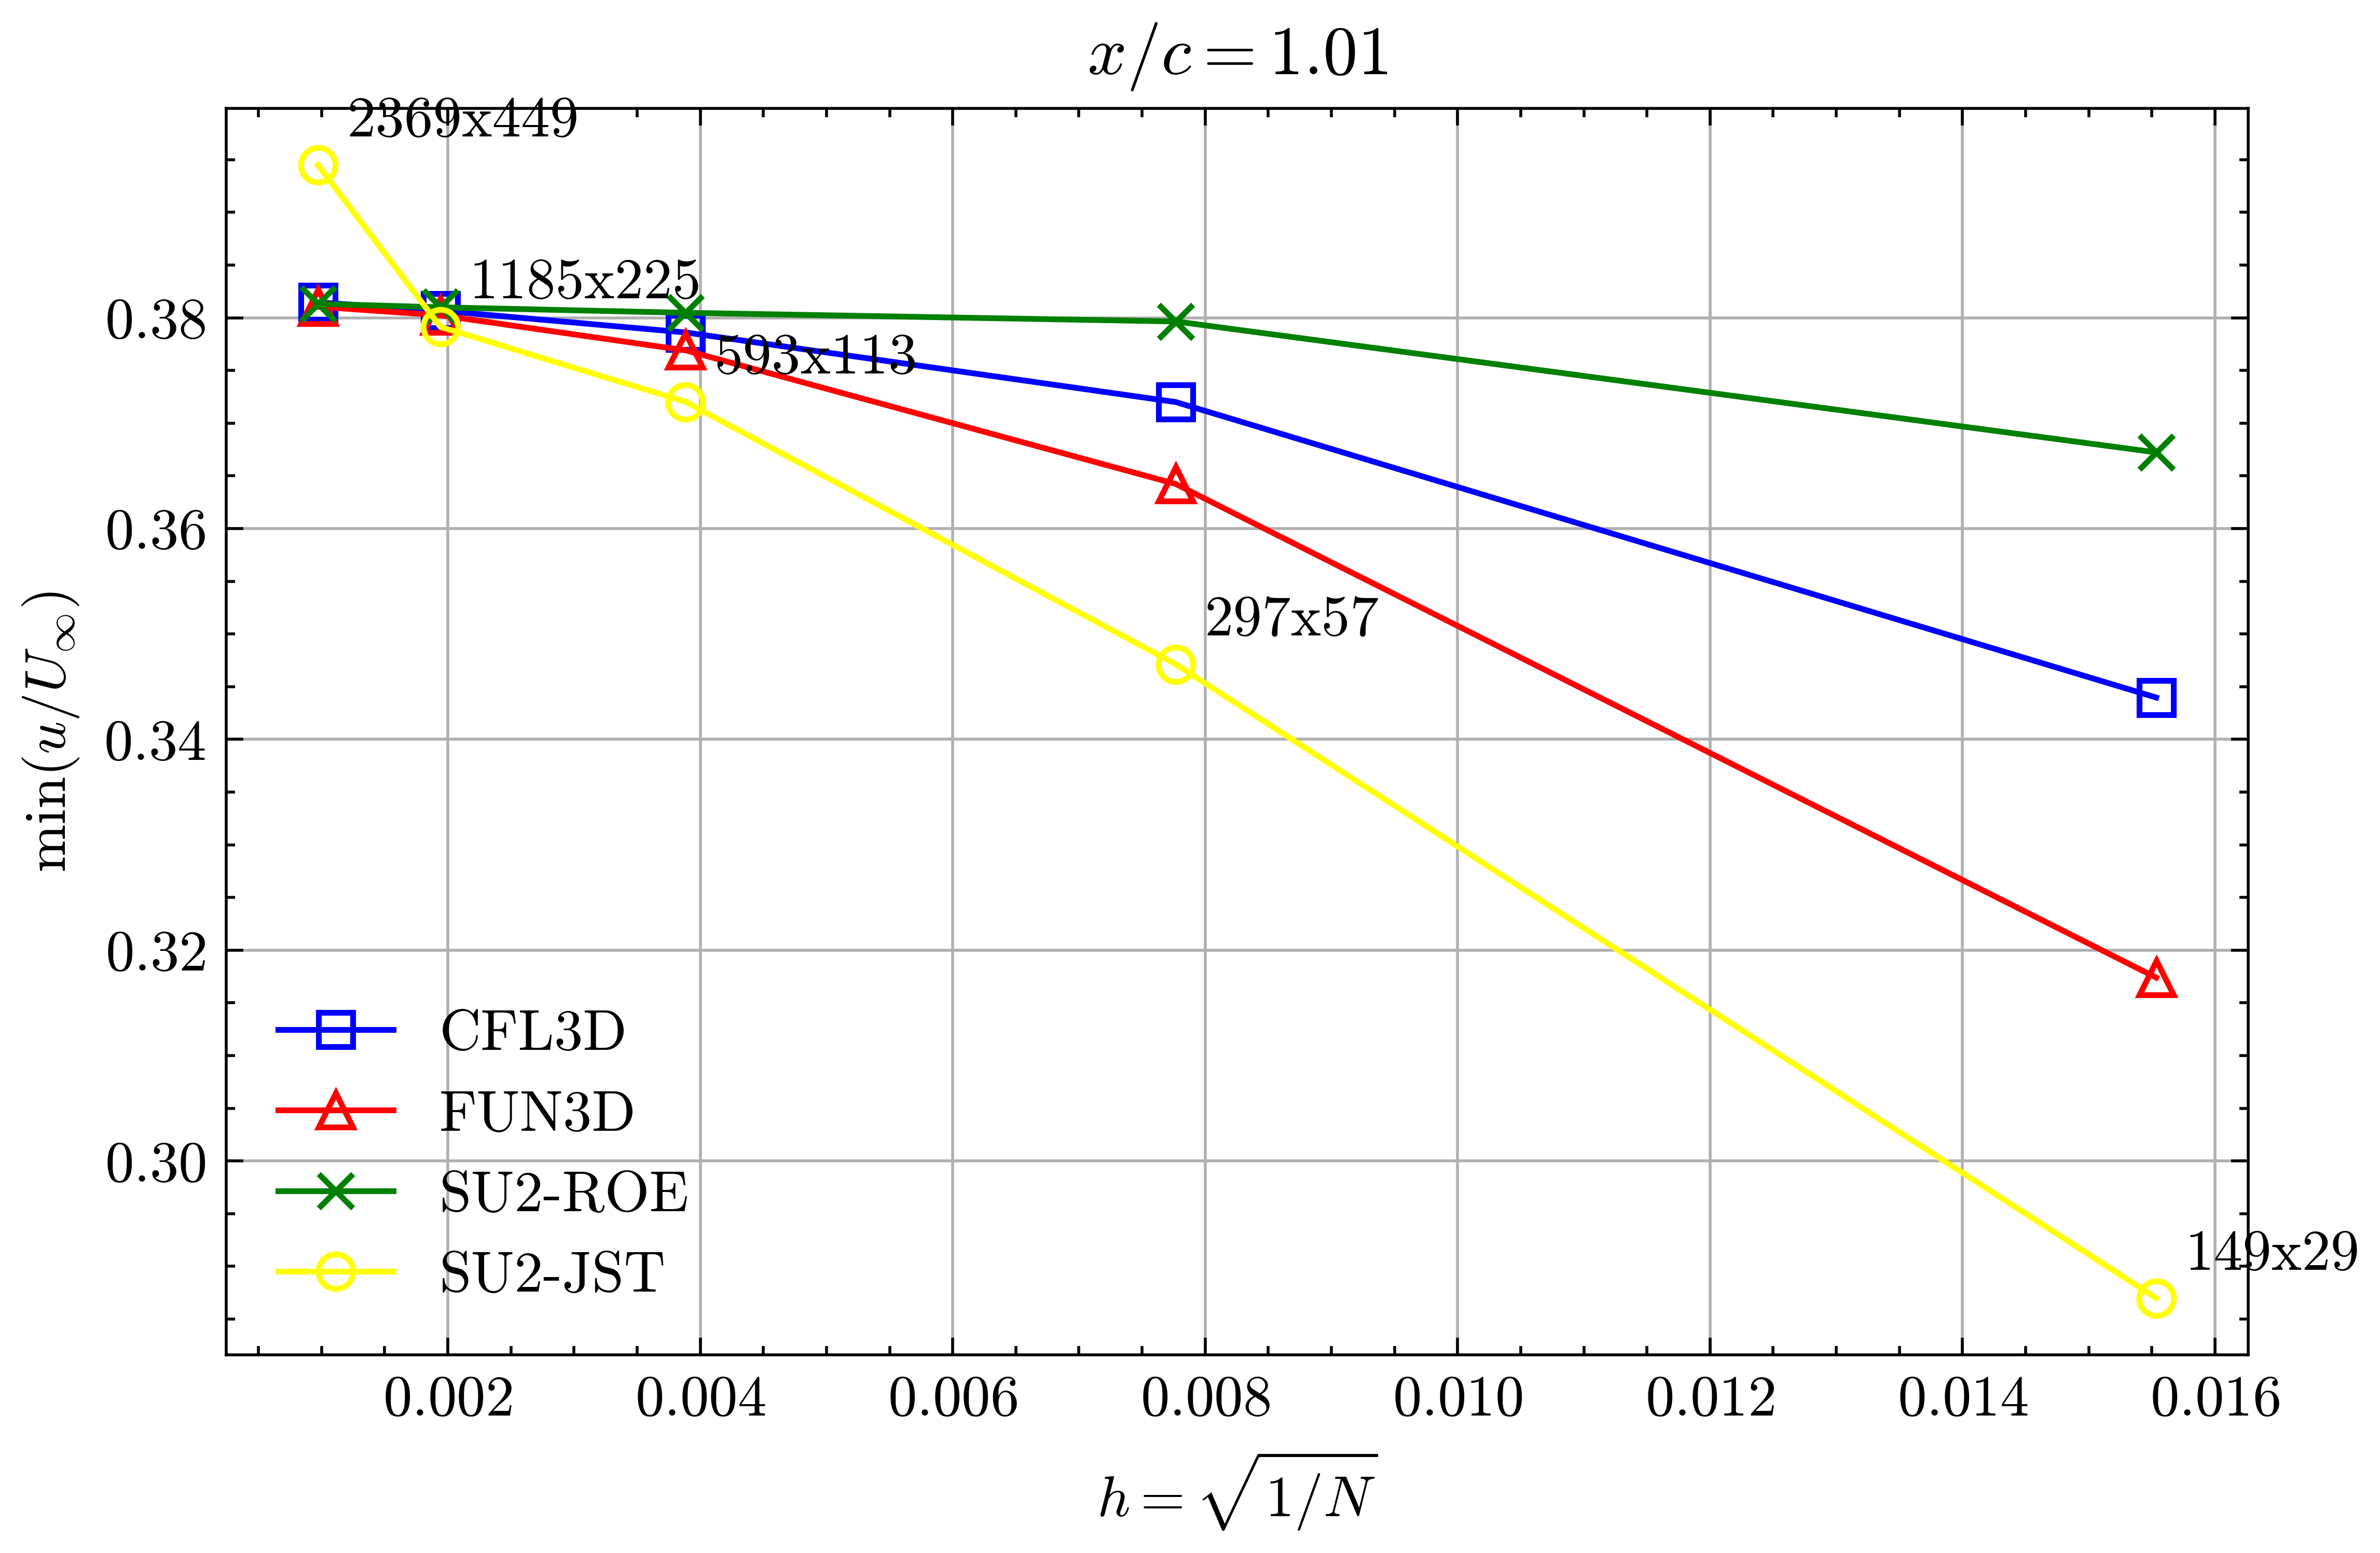 x/c = 1.01
2369x449
1185x225
593x113
297x57
149x29
0.38
0.36
0.34
0.32
0.30
min(u/U∞)
CFL3D
FUN3D
SU2-ROE
SU2-JST
0.002 0.004 0.006 0.008 0.010 0.012 0.014 0.016
h = √1/N